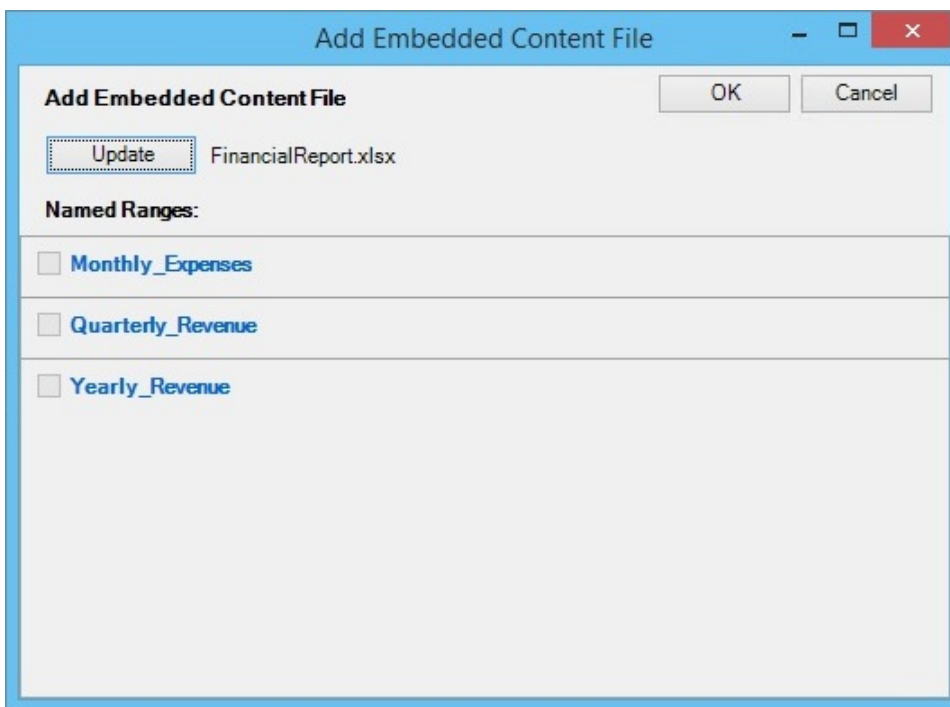 Add Embedded Content File
Add Embedded Content File
OK
Cancel
Update
FinancialReport.xlsx
Named Ranges:
Monthly_Expenses
Quarterly_Revenue
Yearly_Revenue